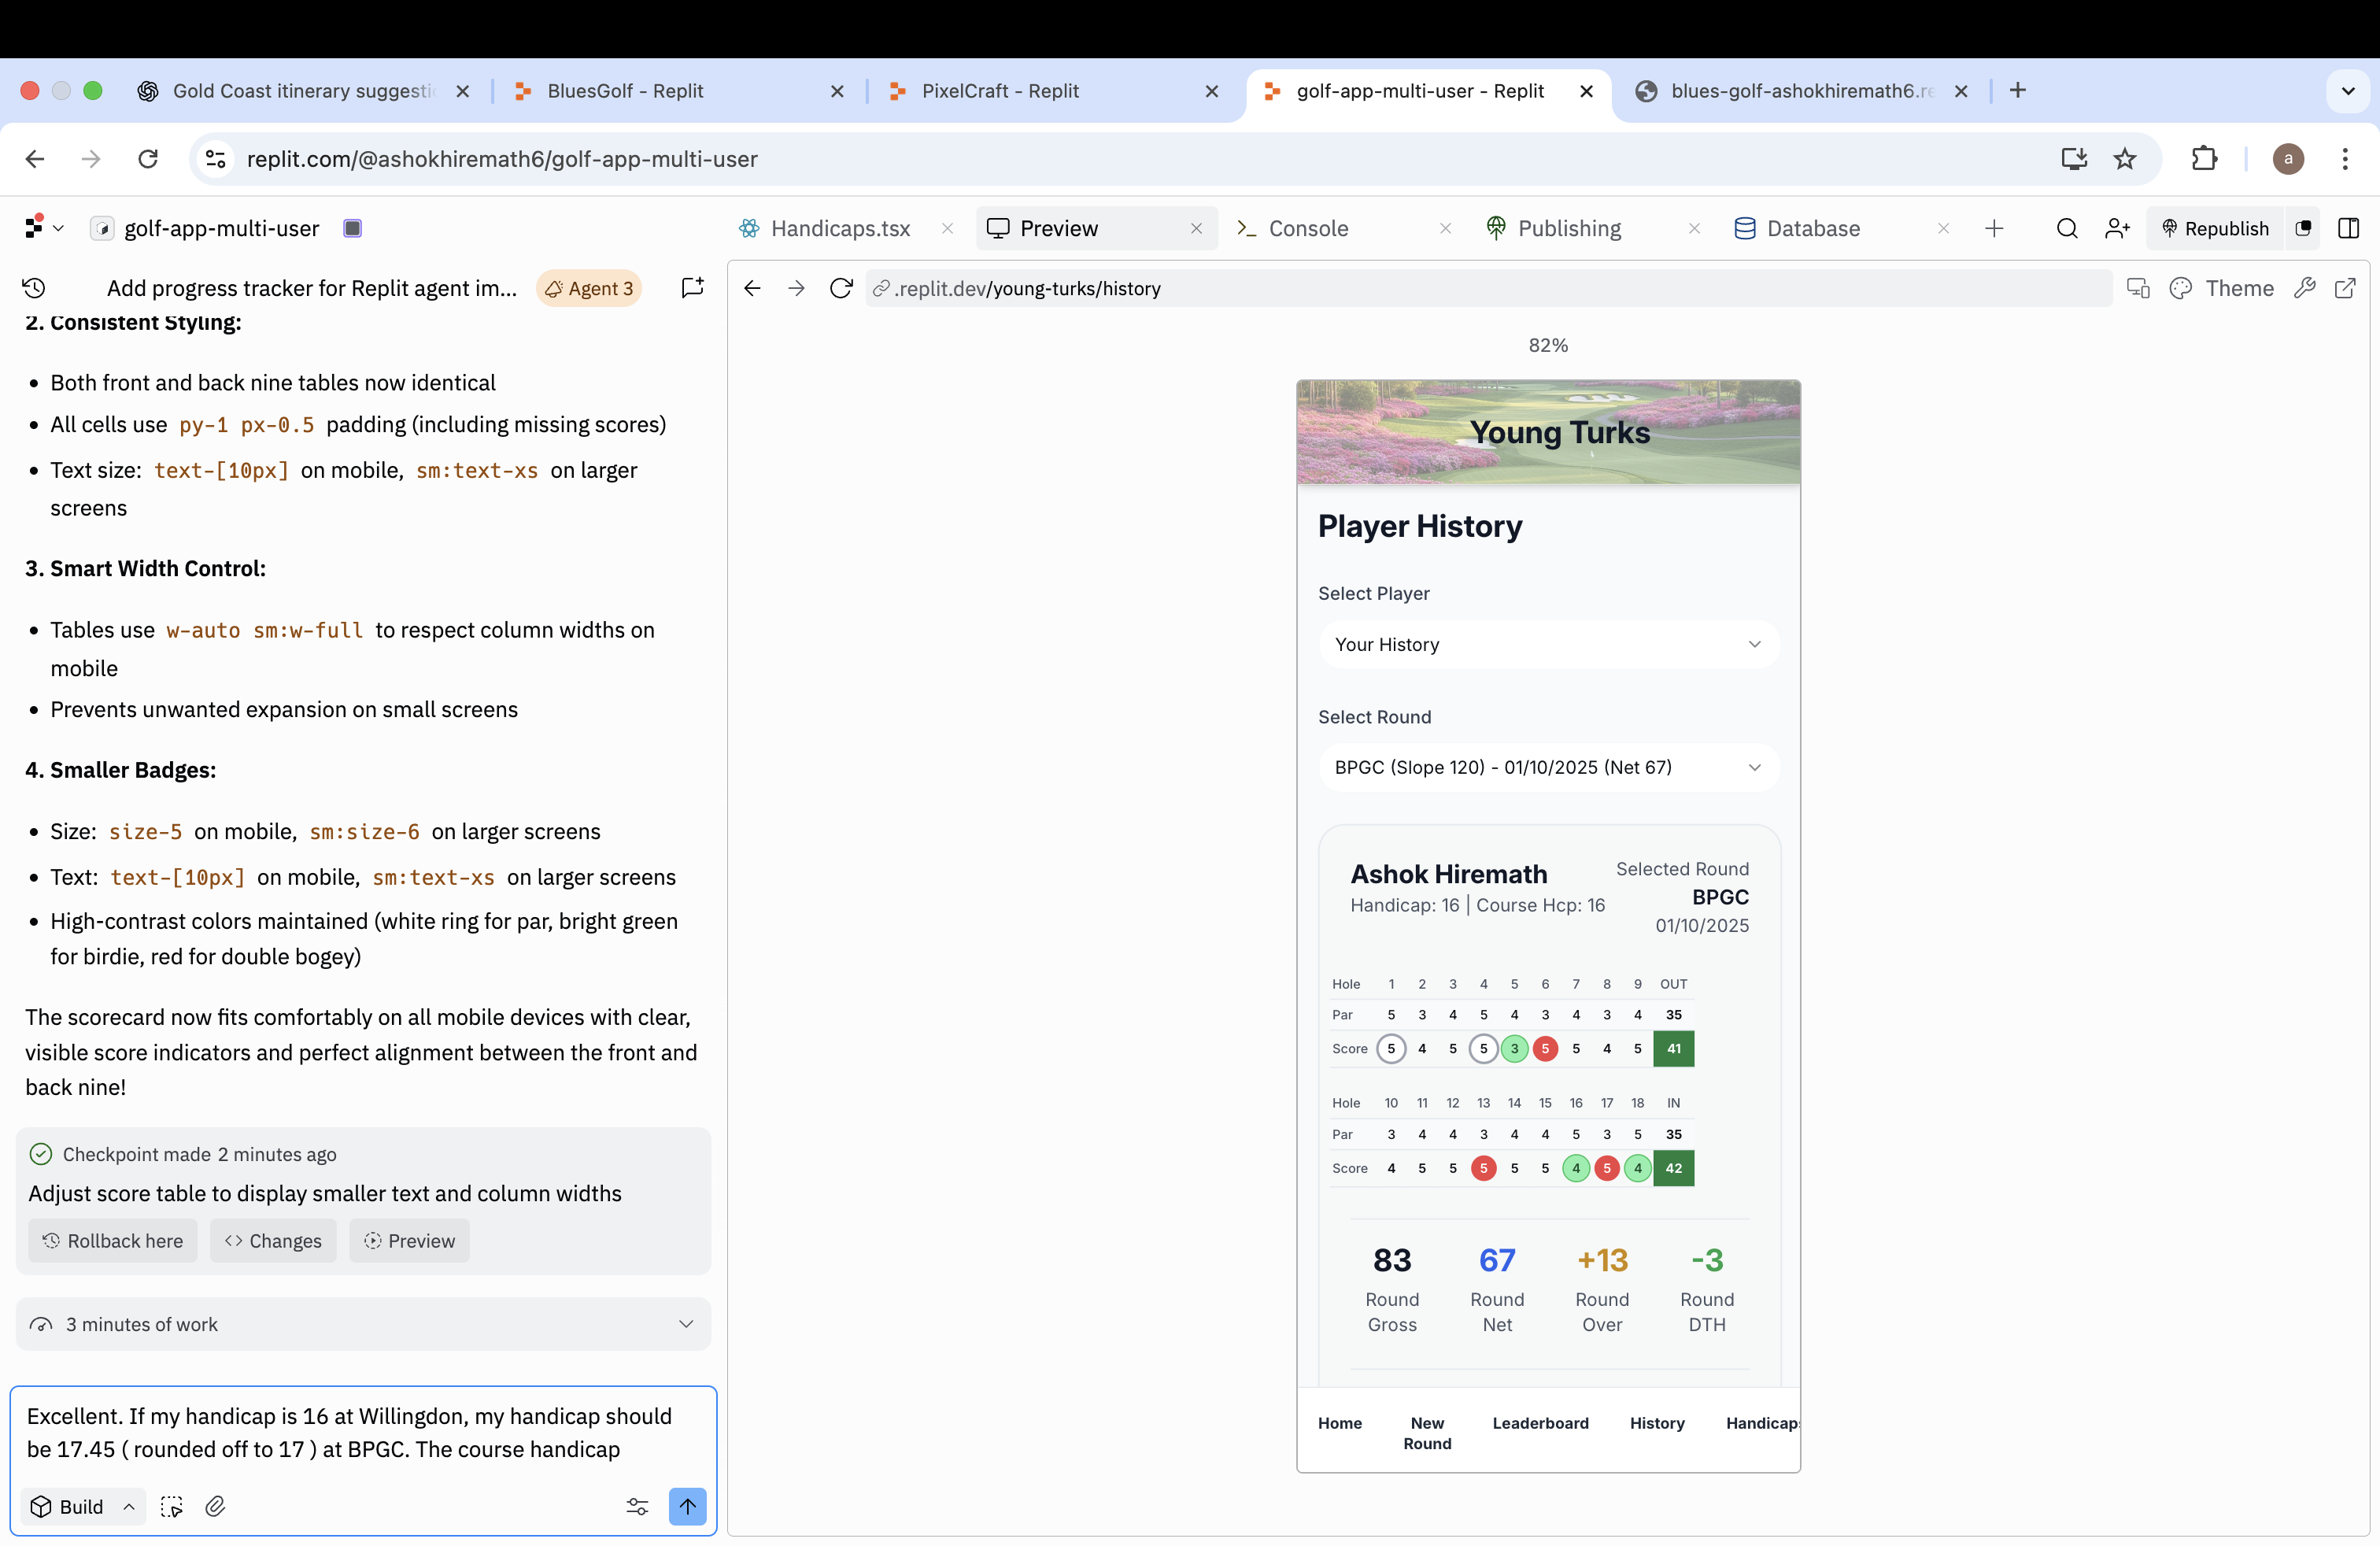 Gold Coast itinerary suggesti
BluesGolf - Replit
PixelCraft - Replit
golf-app-multi-user - Replit
blues-golf-ashokhiremath6.re
replit.com/@ashokhiremath6/golf-app-multi-user
a
golf-app-multi-user
Handicaps.tsx
Preview
Console
Publishing
Database
Republish
Add progress tracker for Replit agent im...
Agent 3
.replit.dev/young-turks/history
Theme
2. Consistent Styling:
• Both front and back nine tables now identical
• All cells use py-1 px-0.5 padding (including missing scores)
• Text size: text-[10px] on mobile, sm:text-xs on larger
screens
3. Smart Width Control:
• Tables use w-auto sm:w-full to respect column widths on
mobile
• Prevents unwanted expansion on small screens
4. Smaller Badges:
• Size: size-5 on mobile, sm:size-6 on larger screens
• Text: text-[10px] on mobile, sm:text-xs on larger screens
• High-contrast colors maintained (white ring for par, bright green
for birdie, red for double bogey)
The scorecard now fits comfortably on all mobile devices with clear,
visible score indicators and perfect alignment between the front and
back nine!
Checkpoint made 2 minutes ago
Adjust score table to display smaller text and column widths
Rollback here
Changes
Preview
3 minutes of work
Excellent. If my handicap is 16 at Willingdon, my handicap should
be 17.45 ( rounded off to 17 ) at BPGC. The course handicap
Build
82%
Young Turks
Player History
Select Player
Your History
Select Round
BPGC (Slope 120) - 01/10/2025 (Net 67)
Ashok Hiremath
Handicap: 16 | Course Hcp: 16
Selected Round
BPGC
01/10/2025
Hole 1 2 3 4 5 6 7 8 9 OUT
Par 5 3 4 5 4 3 4 3 4 35
Score 5 4 5 5 3 5 5 4 5 41
Hole 10 11 12 13 14 15 16 17 18 IN
Par 3 4 4 3 4 4 5 3 5 35
Score 4 5 5 5 5 5 4 5 4 42
83 67 +13 -3
Round Round Round Round
Gross Net Over DTH
Home
New
Round
Leaderboard
History
Handicap